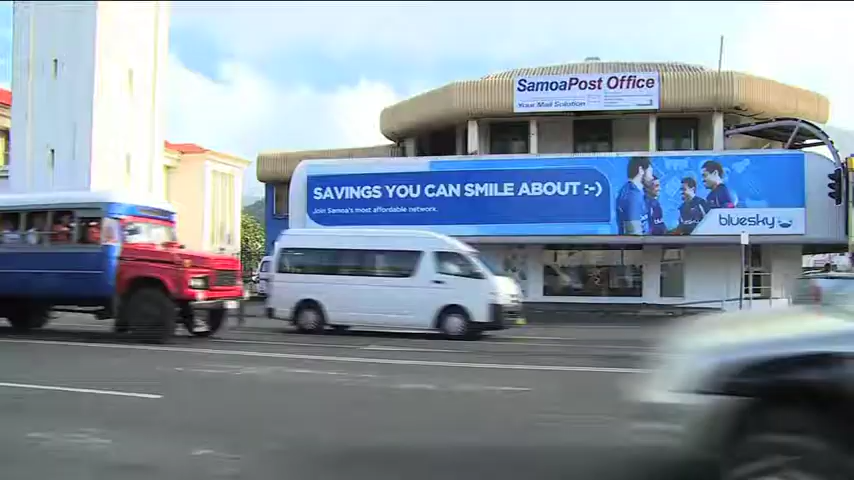 SamoaPost Office
Your Mail Solution
SAVINGS YOU CAN SMILE ABOUT :-)
Join Samoa's most affordable network.
bluesky